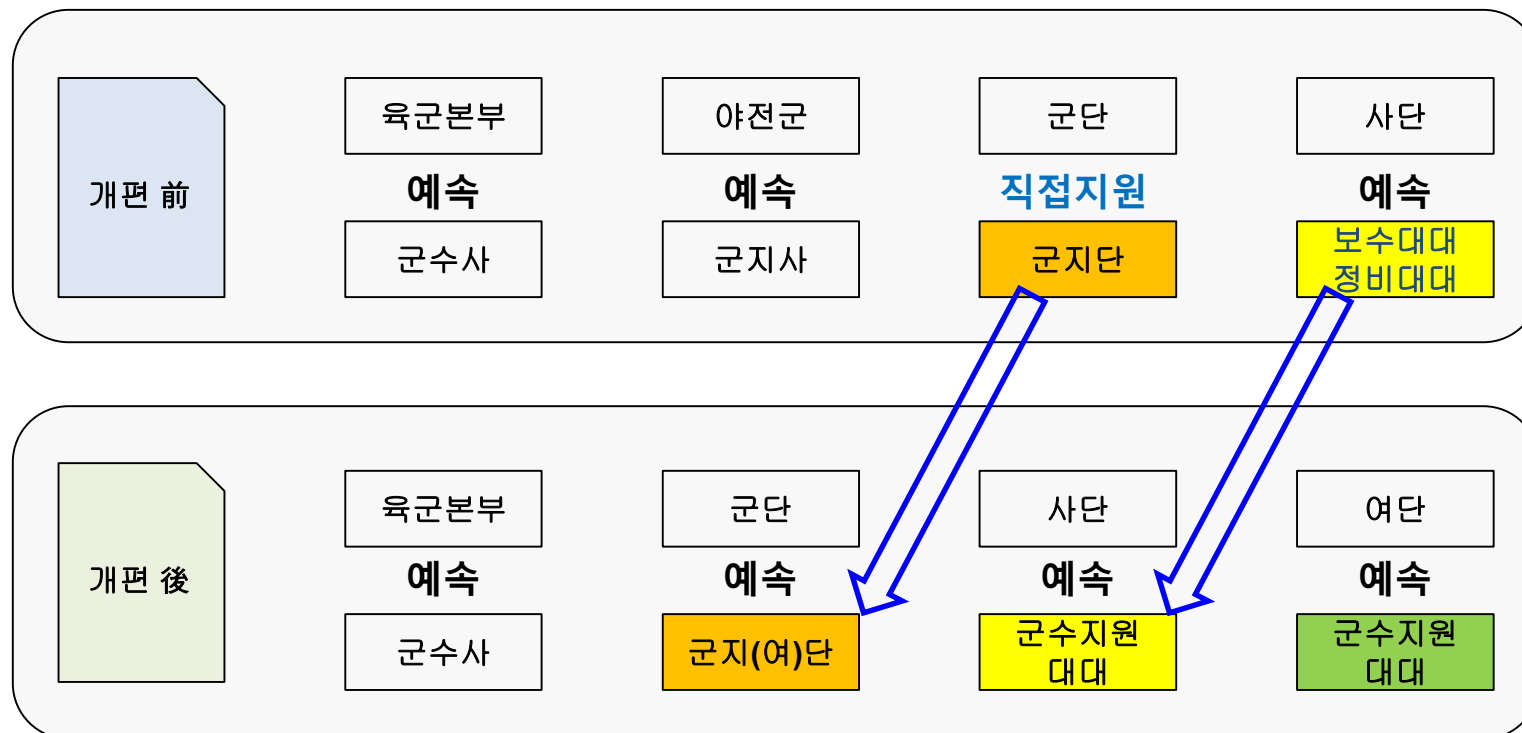 육군본부
야전군
군단
사단
개편 前
예속
예속
직접지원
예속
군수사
군지사
군지단
보수대대
정비대대
육군본부
군단
사단
여단
개편 後
예속
예속
예속
예속
군수사
군지(여)단
군수지원
대대
군수지원
대대